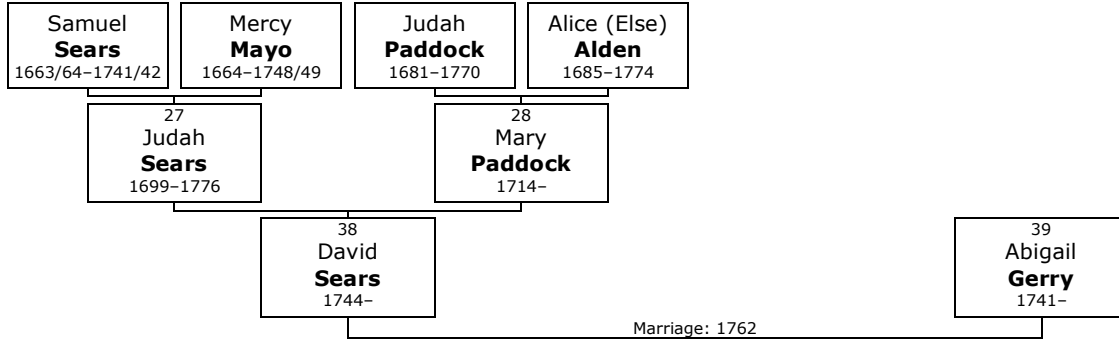 Samuel
Sears
1663/64–1741/42
Mercy
Mayo
1664–1748/49
Judah
Paddock
1681–1770
Alice (Else)
Alden
1685–1774
27
Judah
Sears
1699–1776
28
Mary
Paddock
1714–
38
David
Sears
1744–
39
Abigail
Gerry
1741–
Marriage: 1762